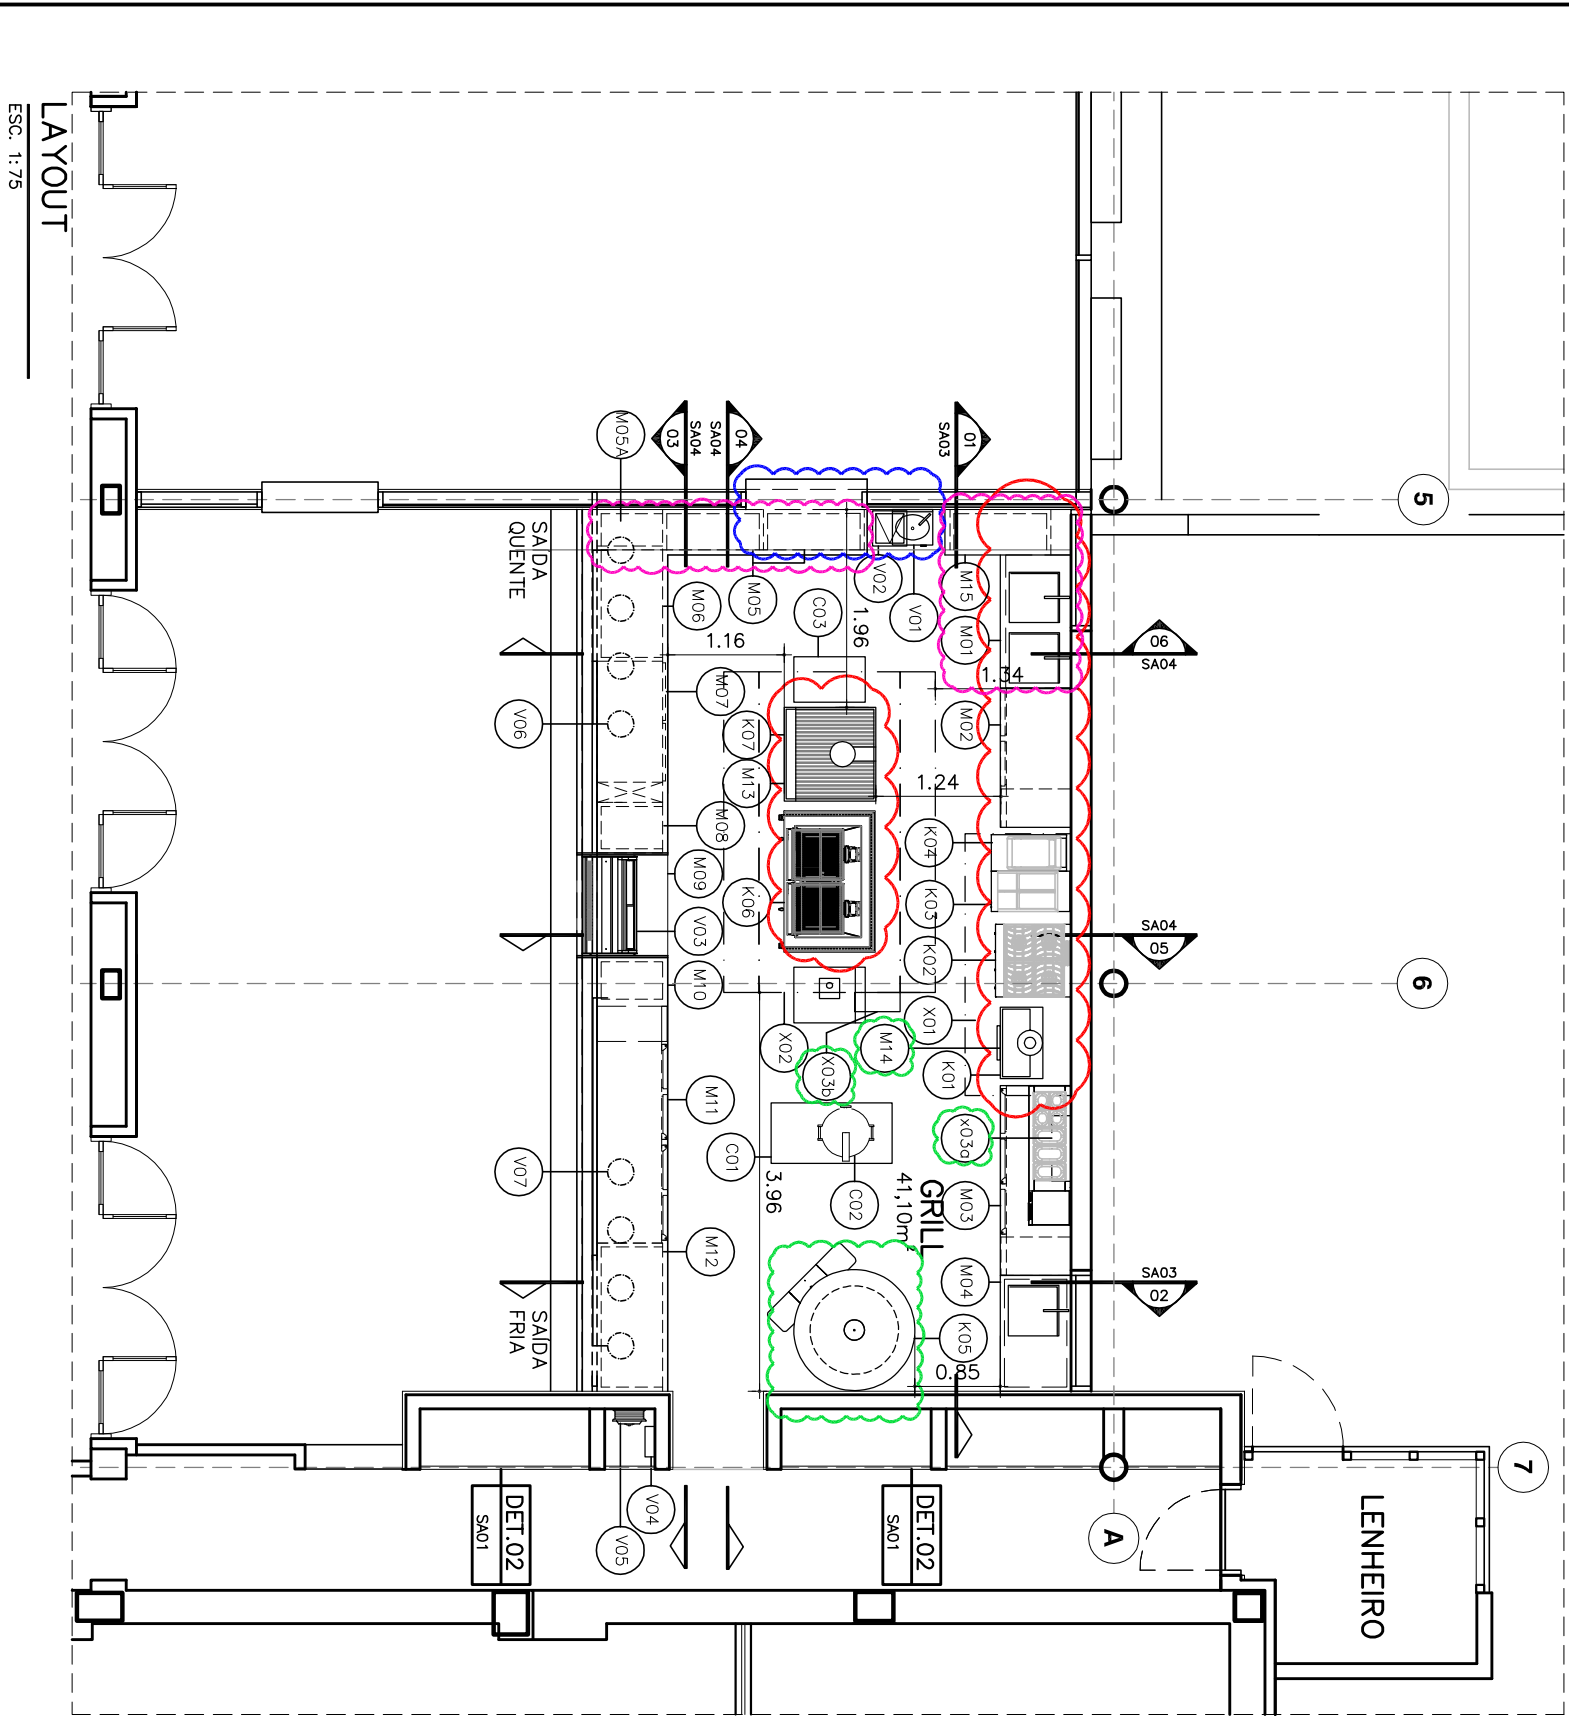 LAYOUT
ESC. 1:75
5
6
7
A
LENHEIRO
M05A
03
SA04
04
SA04
01
SA03
06
SA04
SA04
05
SA03
02
SAÍDA
QUENTE
M06
M05
C03
V02
V01
M15
M01
1.16
1.96
1.34
M07
K07
M13
M02
V06
1.24
M08
M09
K06
K04
K03
V03
K02
M10
X02
X03b
M14
X01
K01
M11
C01
C02
X03a
V07
3.96
GRILL
41,10m²
M03
M12
M04
K05
0.85
SAÍDA
FRIA
DET.02
SA01
V04
V05
DET.02
SA01